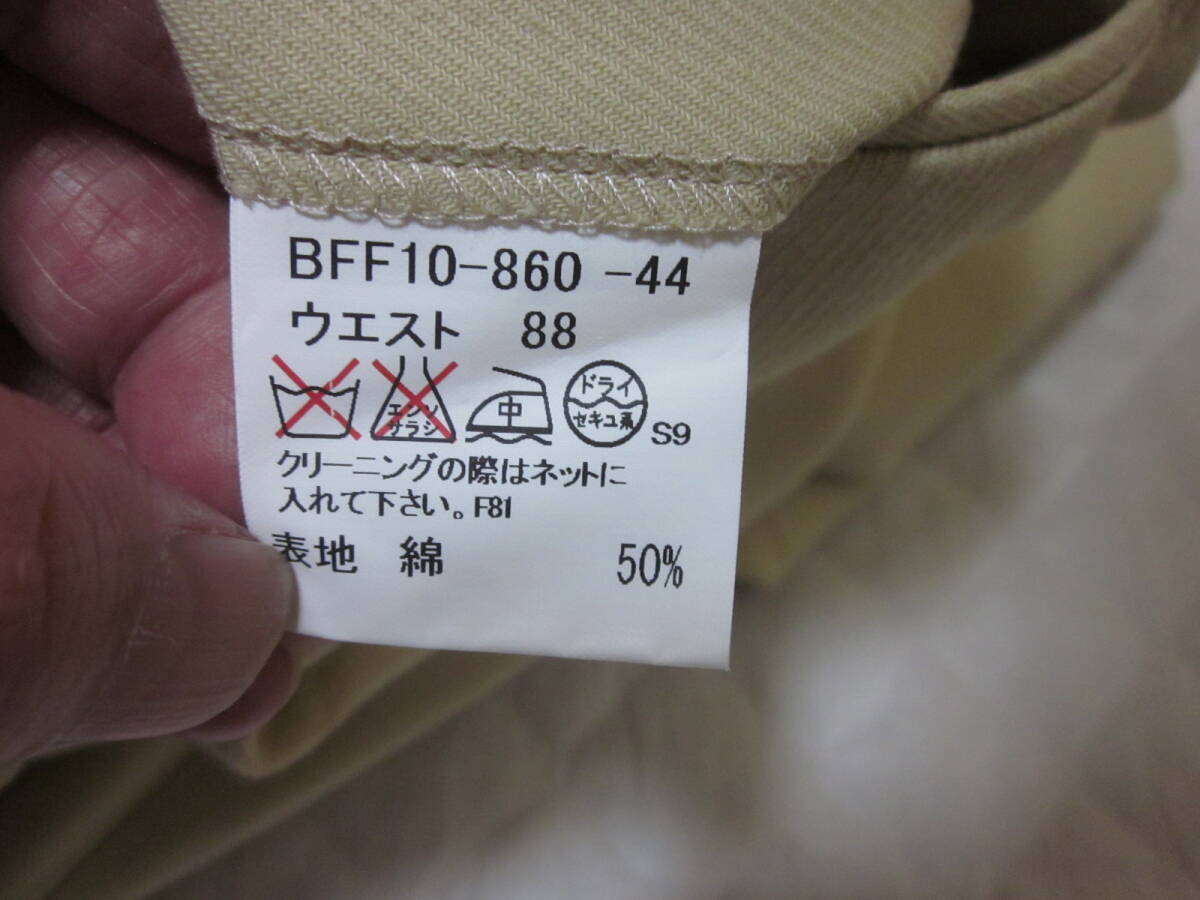 BFF10-860 -44
ウエスト 88
エンソ
サラシ
中
ドライ
セキユ系
S9
クリーニングの際はネットに
入れて下さい。F81
表地 綿 50%